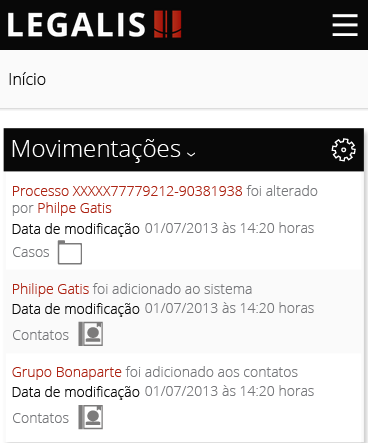 LEGALIS
Início
Movimentações
Processo XXXXX77779212-90381938 foi alterado
por Philpe Gatis
Data de modificação 01/07/2013 às 14:20 horas
Casos
Philipe Gatis foi adicionado ao sistema
Data de modificação 01/07/2013 às 14:20 horas
Contatos
Grupo Bonaparte foi adicionado aos contatos
Data de modificação 01/07/2013 às 14:20 horas
Contatos